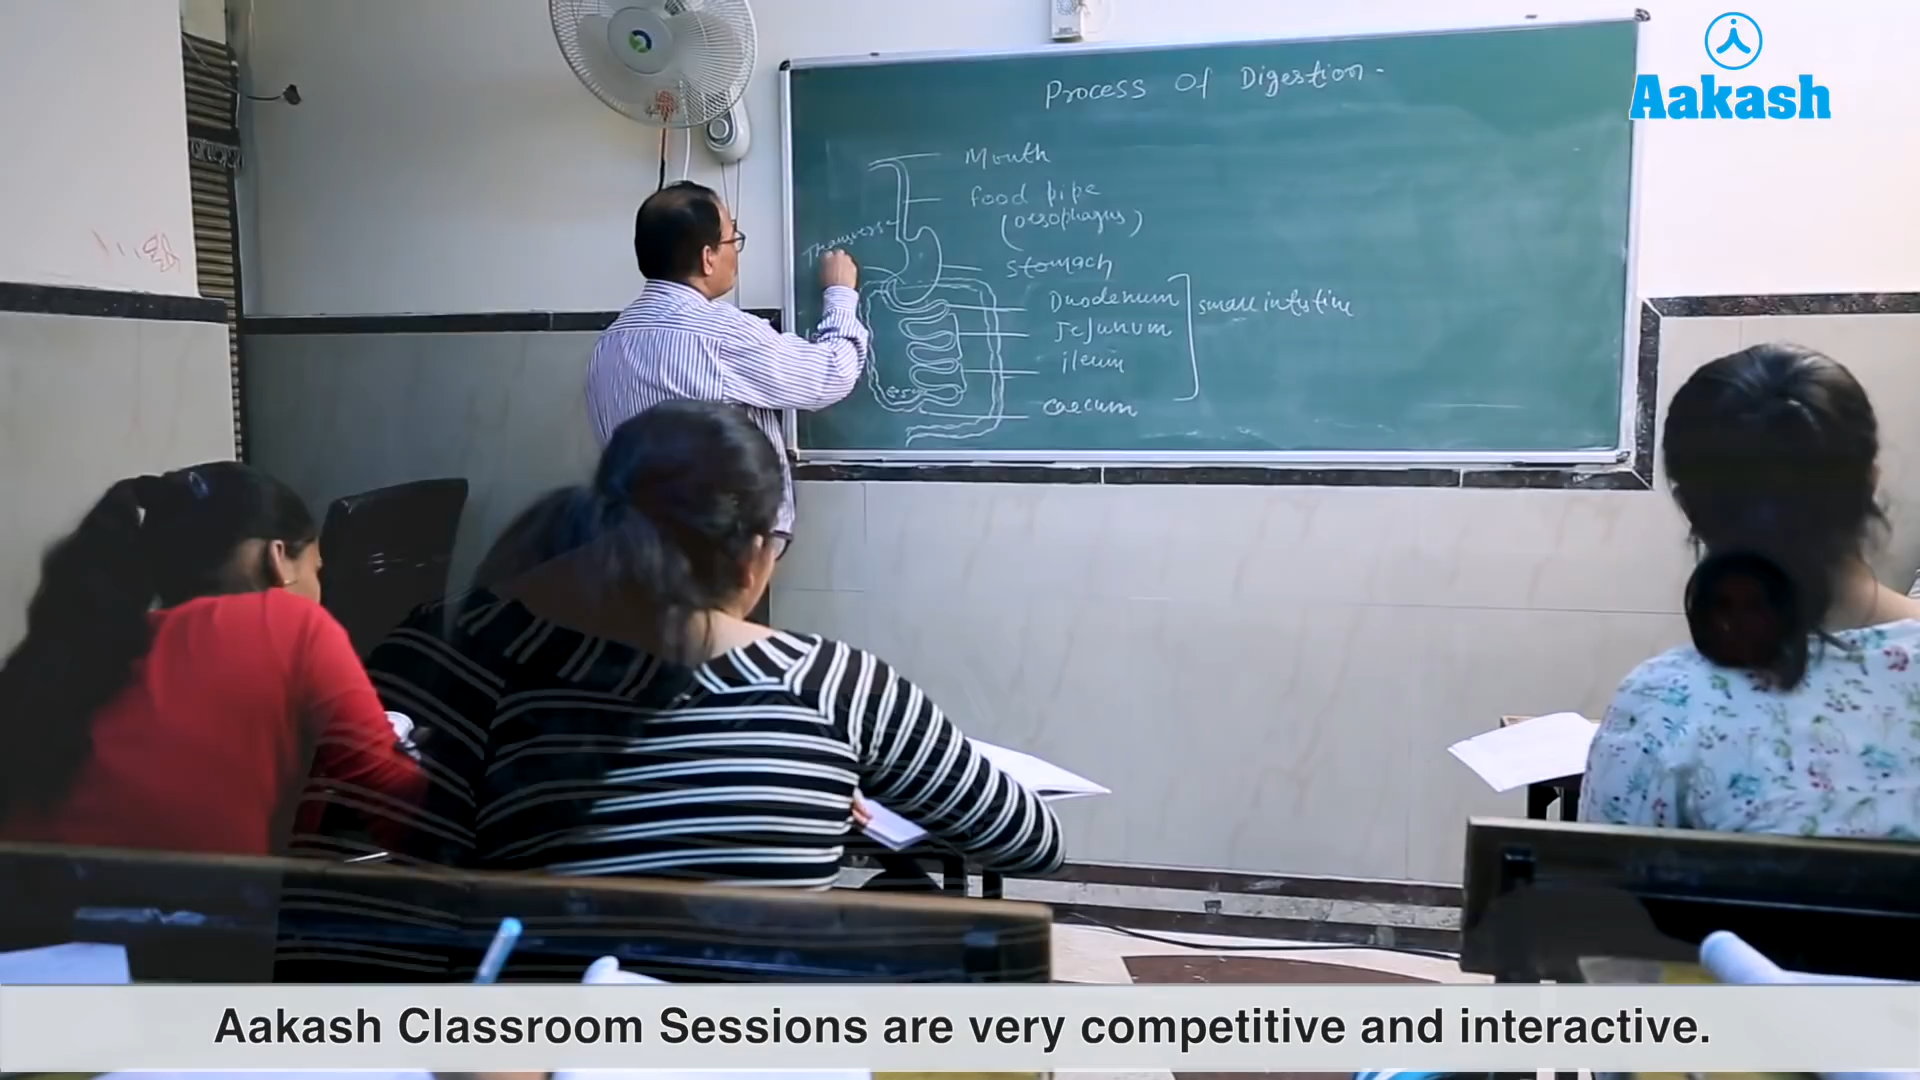 Aakash
Process Of Digestion -
Mouth
food pipe
(oesophagus)
Transvers
stomach
Duodenum
Jejunum
small intestine
ileum
caecum
Aakash Classroom Sessions are very competitive and interactive.